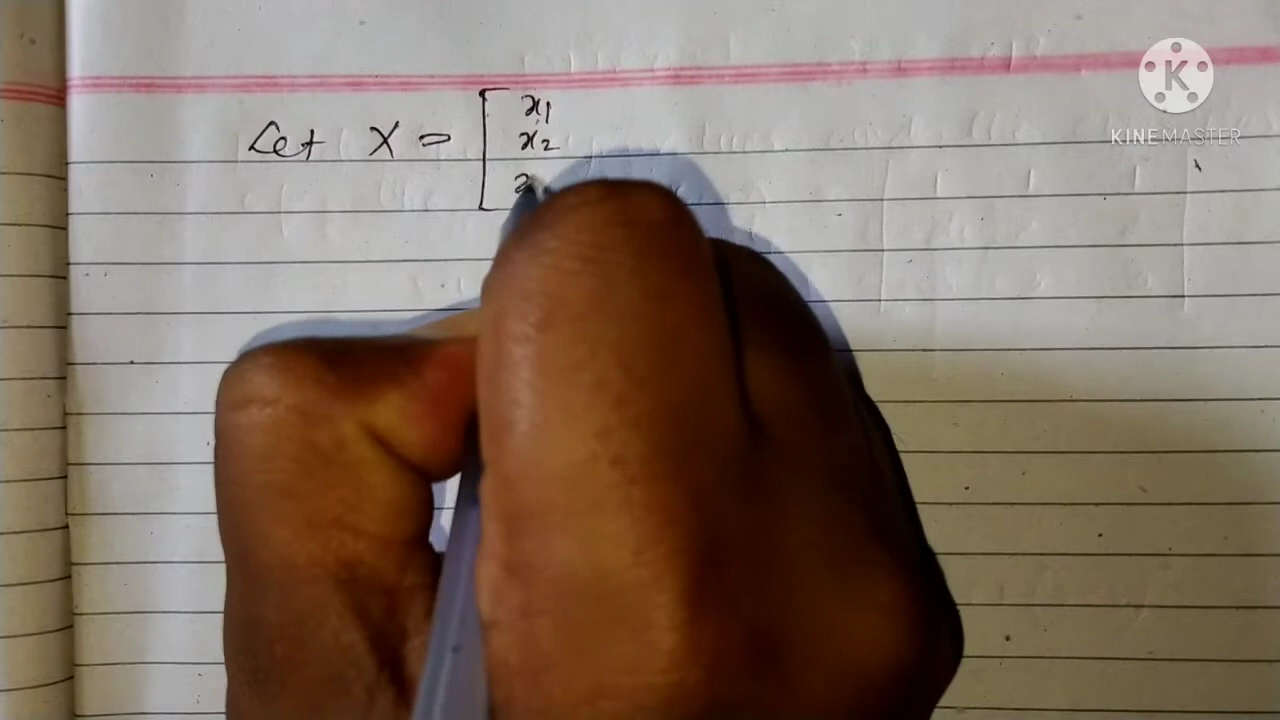 Let X = [ x1
x2
K
KINEMASTER